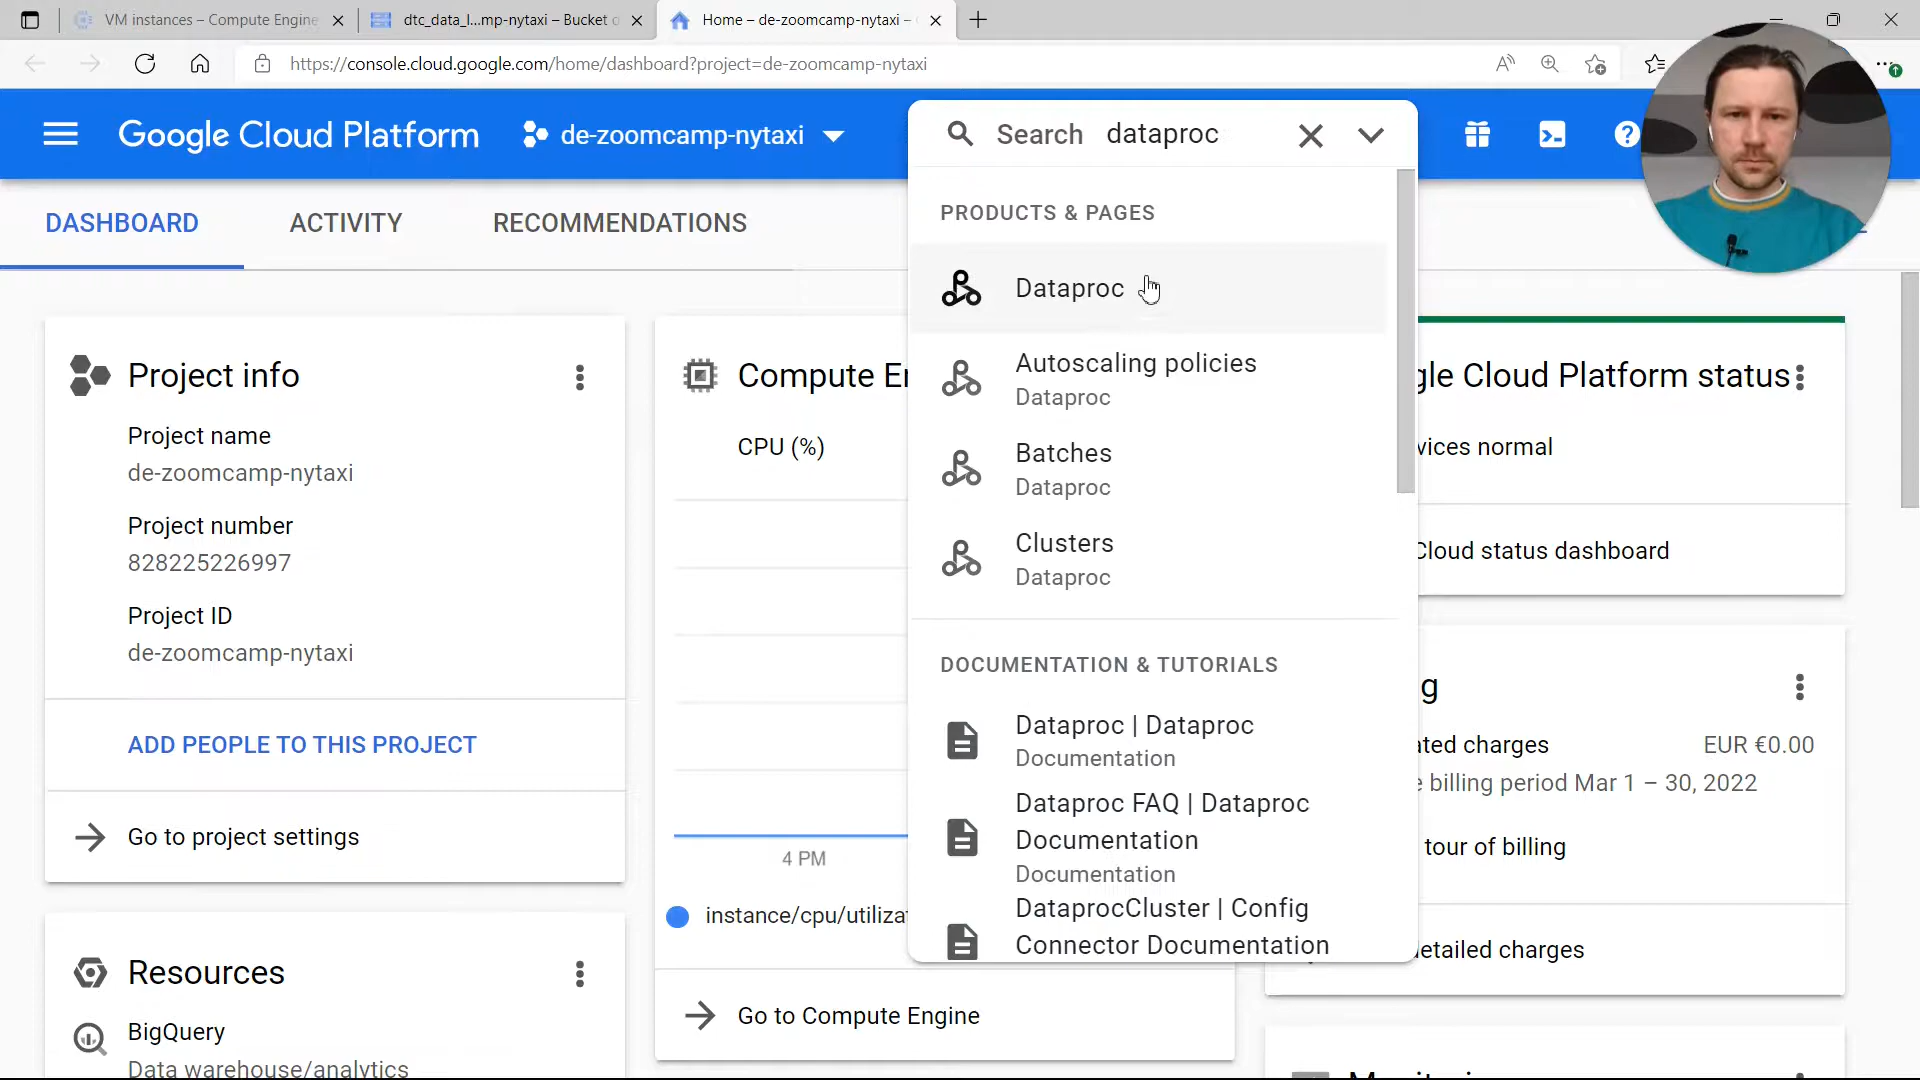 VM instances – Compute Engine
dtc_data_l...mp-nytaxi – Bucket d
Home – de-zoomcamp-nytaxi –
https://console.cloud.google.com/home/dashboard?project=de-zoomcamp-nytaxi
Google Cloud Platform
de-zoomcamp-nytaxi
Search dataproc
DASHBOARD
ACTIVITY
RECOMMENDATIONS
PRODUCTS & PAGES
Dataproc
Autoscaling policies
Dataproc
Batches
Dataproc
Clusters
Dataproc
DOCUMENTATION & TUTORIALS
Dataproc | Dataproc
Documentation
Dataproc FAQ | Dataproc
Documentation
Documentation
DataprocCluster | Config
Connector Documentation
Project info
Project name
de-zoomcamp-nytaxi
Project number
828225226997
Project ID
de-zoomcamp-nytaxi
ADD PEOPLE TO THIS PROJECT
Go to project settings
Resources
BigQuery
Data warehouse/analytics
Compute En
CPU (%)
4 PM
instance/cpu/utilizat
Go to Compute Engine
gle Cloud Platform status
vices normal
Cloud status dashboard
g
ated charges
EUR €0.00
e billing period Mar 1 – 30, 2022
tour of billing
detailed charges